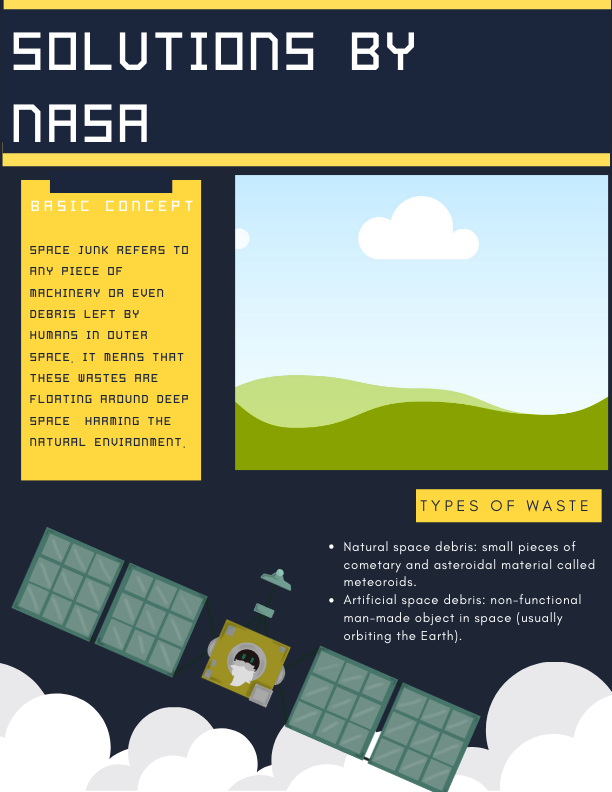 SOLUTIONS BY
NASA
BASIC CONCEPT
SPACE JUNK REFERS TO
ANY PIECE OF
MACHINERY OR EVEN
DEBRIS LEFT BY
HUMANS IN OUTER
SPACE. IT MEANS THAT
THESE WASTES ARE
FLOATING AROUND DEEP
SPACE HARMING THE
NATURAL ENVIRONMENT.
TYPES OF WASTE
• Natural space debris: small pieces of
cometary and asteroidal material called
meteoroids.
• Artificial space debris: non-functional
man-made object in space (usually
orbiting the Earth).